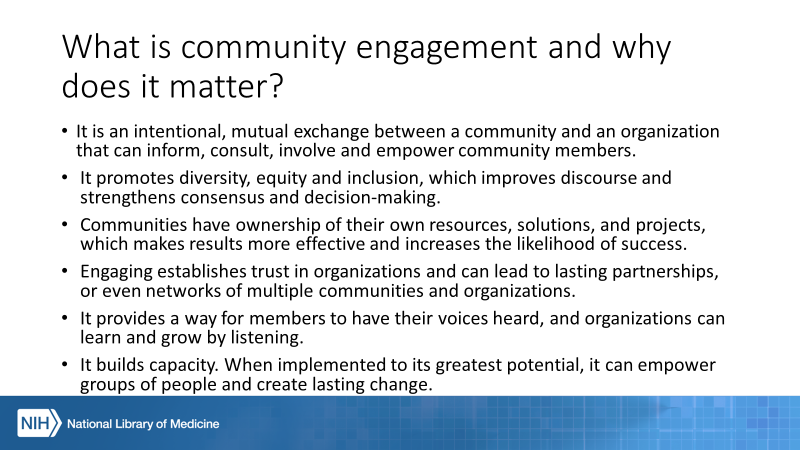 What is community engagement and why
does it matter?
• It is an intentional, mutual exchange between a community and an organization
that can inform, consult, involve and empower community members.
• It promotes diversity, equity and inclusion, which improves discourse and
strengthens consensus and decision-making.
• Communities have ownership of their own resources, solutions, and projects,
which makes results more effective and increases the likelihood of success.
• Engaging establishes trust in organizations and can lead to lasting partnerships,
or even networks of multiple communities and organizations.
• It provides a way for members to have their voices heard, and organizations can
learn and grow by listening.
• It builds capacity. When implemented to its greatest potential, it can empower
groups of people and create lasting change.
NIH National Library of Medicine